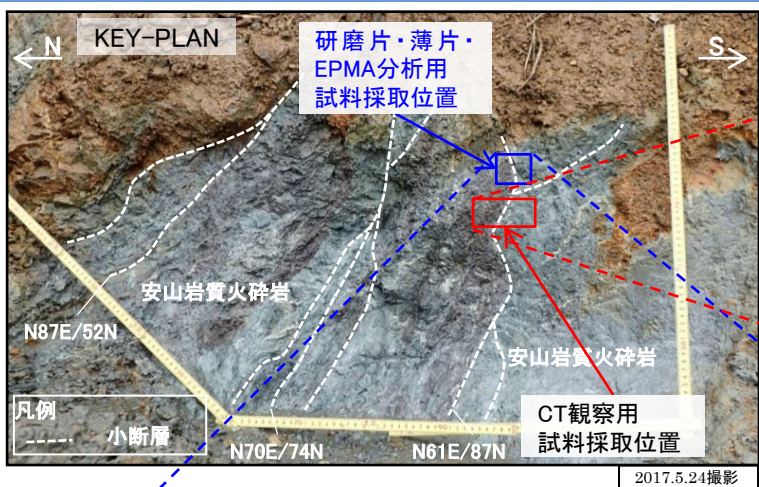 KEY-PLAN
N
S
研磨片・薄片・
EPMA分析用
試料採取位置
安山岩質火砕岩
N87E/52N
安山岩質火砕岩
凡例
小断層
N70E/74N
N61E/87N
CT観察用
試料採取位置
2017.5.24撮影